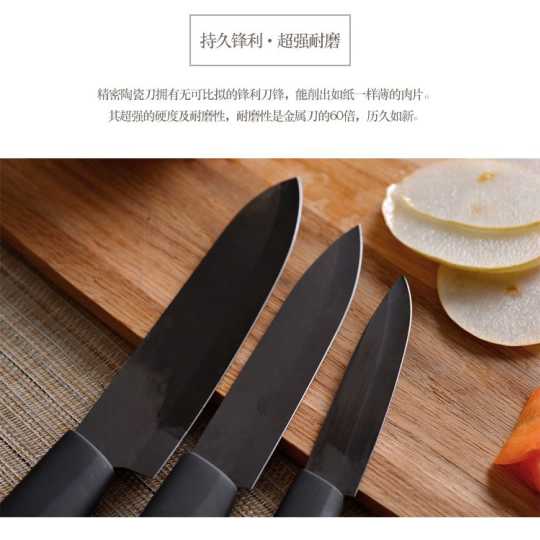 持久锋利·超强耐磨
精密陶瓷刀拥有无可比拟的锋利刀锋，能削出如纸一样薄的肉片。
其超强的硬度及耐磨性，耐磨性是金属刀的60倍，历久如新。